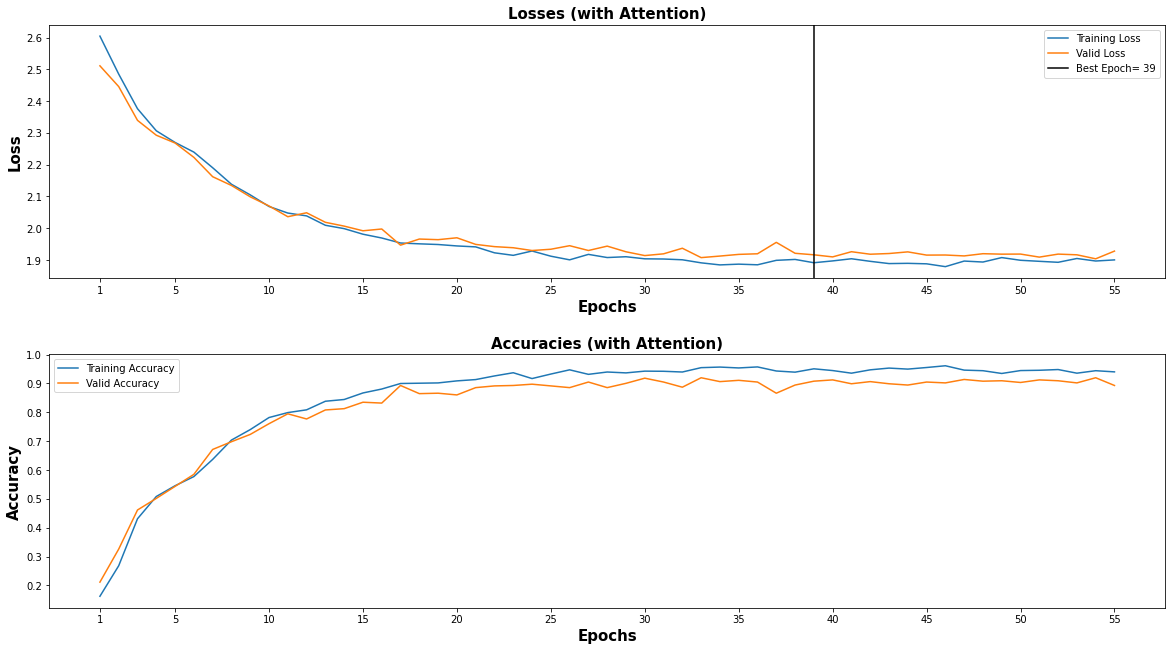 Losses (with Attention)
Loss
2.6
2.5
2.4
2.3
2.2
2.1
2.0
1.9
Training Loss
Valid Loss
Best Epoch= 39
1 5 10 15 20 25 30 35 40 45 50 55
Epochs
Accuracies (with Attention)
Accuracy
1.0
0.9
0.8
0.7
0.6
0.5
0.4
0.3
0.2
Training Accuracy
Valid Accuracy
1 5 10 15 20 25 30 35 40 45 50 55
Epochs